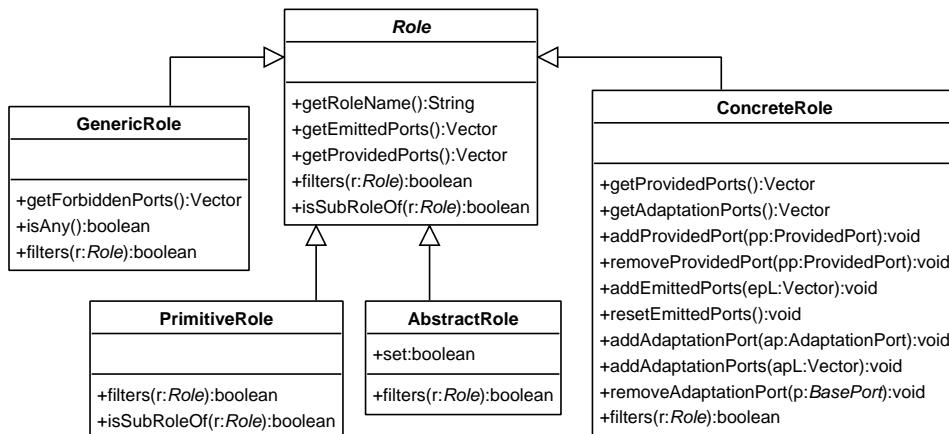 Role
+getRoleName():String
+getEmittedPorts():Vector
+getProvidedPorts():Vector
+filters(r:Role):boolean
+isSubRoleOf(r:Role):boolean
GenericRole
+getForbiddenPorts():Vector
+isAny():boolean
+filters(r:Role):boolean
ConcreteRole
+getProvidedPorts():Vector
+getAdaptationPorts():Vector
+addProvidedPort(pp:ProvidedPort):void
+removeProvidedPort(pp:ProvidedPort):void
+addEmittedPorts(epL:Vector):void
+resetEmittedPorts():void
+addAdaptationPort(ap:AdaptationPort):void
+addAdaptationPorts(apL:Vector):void
+removeAdaptationPort(p:BasePort):void
+filters(r:Role):boolean
PrimitiveRole
+filters(r:Role):boolean
+isSubRoleOf(r:Role):boolean
AbstractRole
+set:boolean
+filters(r:Role):boolean